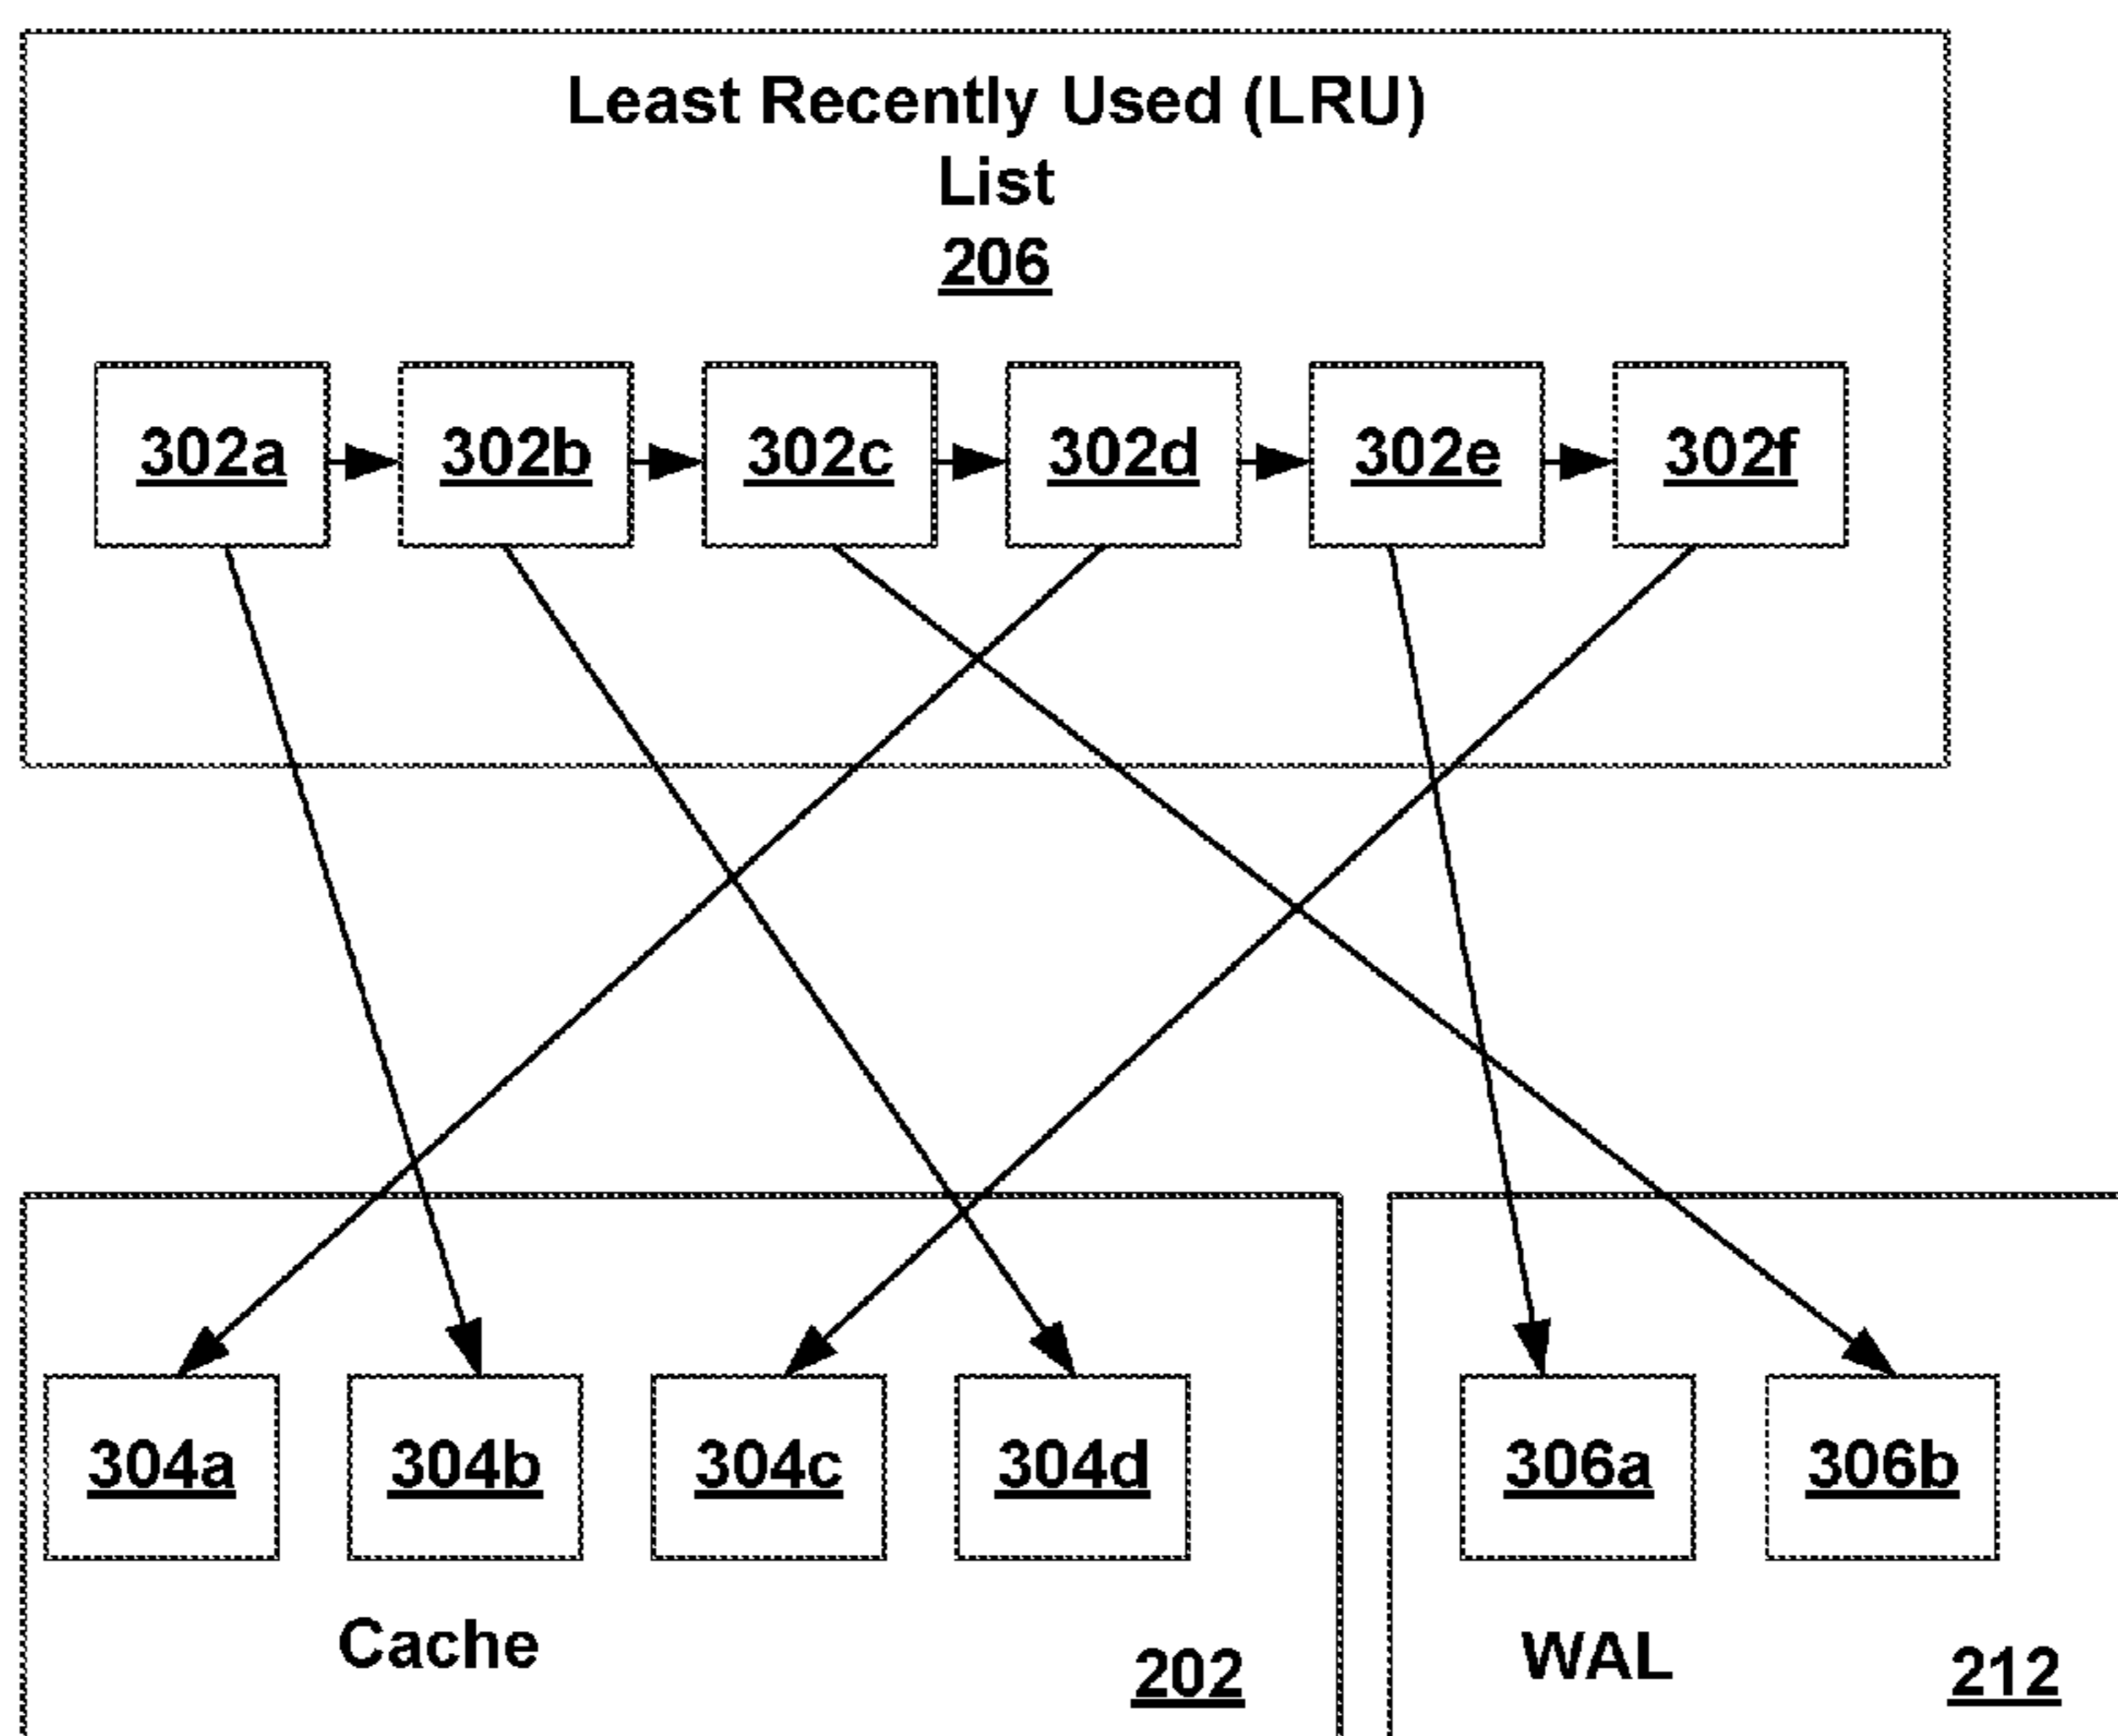 Least Recently Used (LRU)
List
206
302a 302b 302c 302d 302e 302f
304a 304b 304c 304d 306a 306b
Cache 202 WAL 212